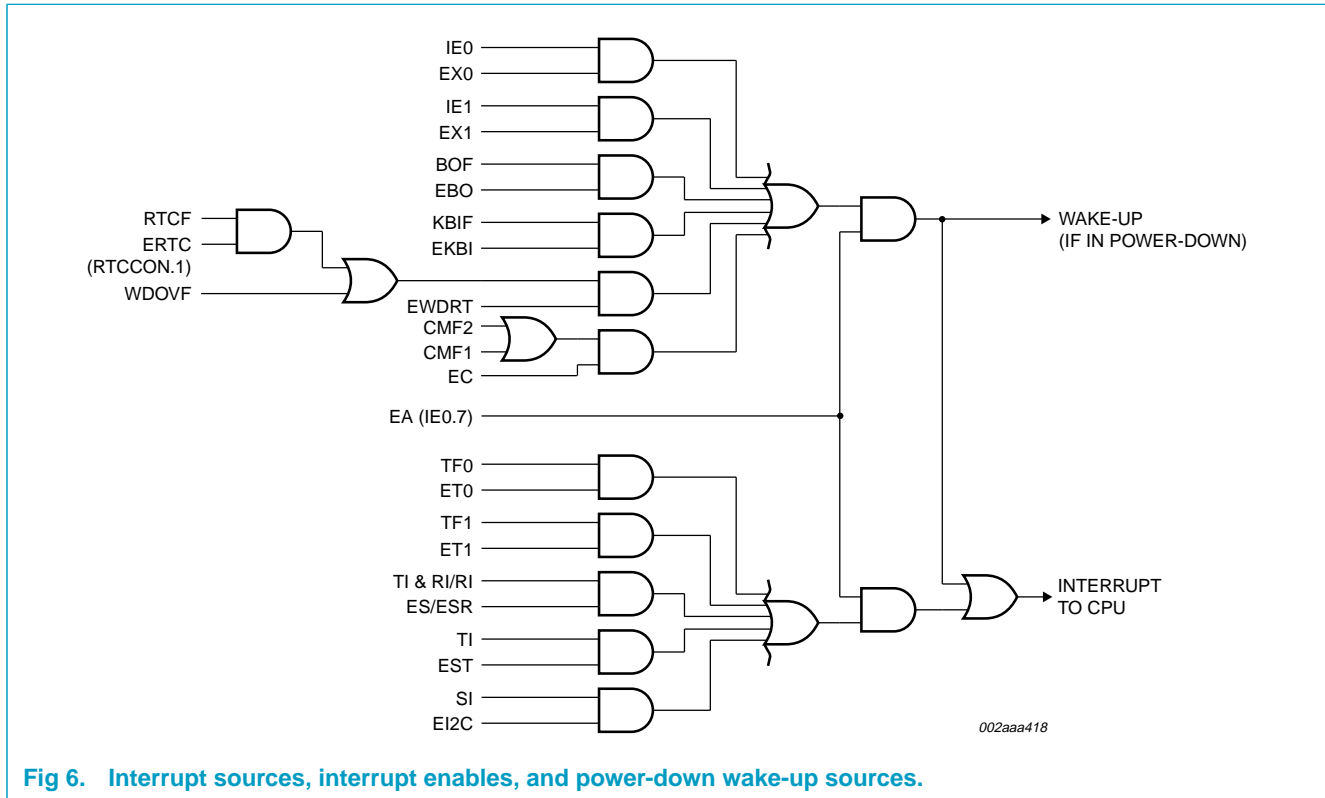 IE0
EX0
IE1
EX1
BOF
EBO
RTCF
ERTC
(RTCCON.1)
WDOVF
KBIF
EKBI
EWDRT
CMF2
CMF1
EC
EA (IE0.7)
WAKE-UP
(IF IN POWER-DOWN)
TF0
ET0
TF1
ET1
TI & RI/RI
ES/ESR
TI
EST
SI
EI2C
INTERRUPT
TO CPU
002aaa418
Fig 6. Interrupt sources, interrupt enables, and power-down wake-up sources.